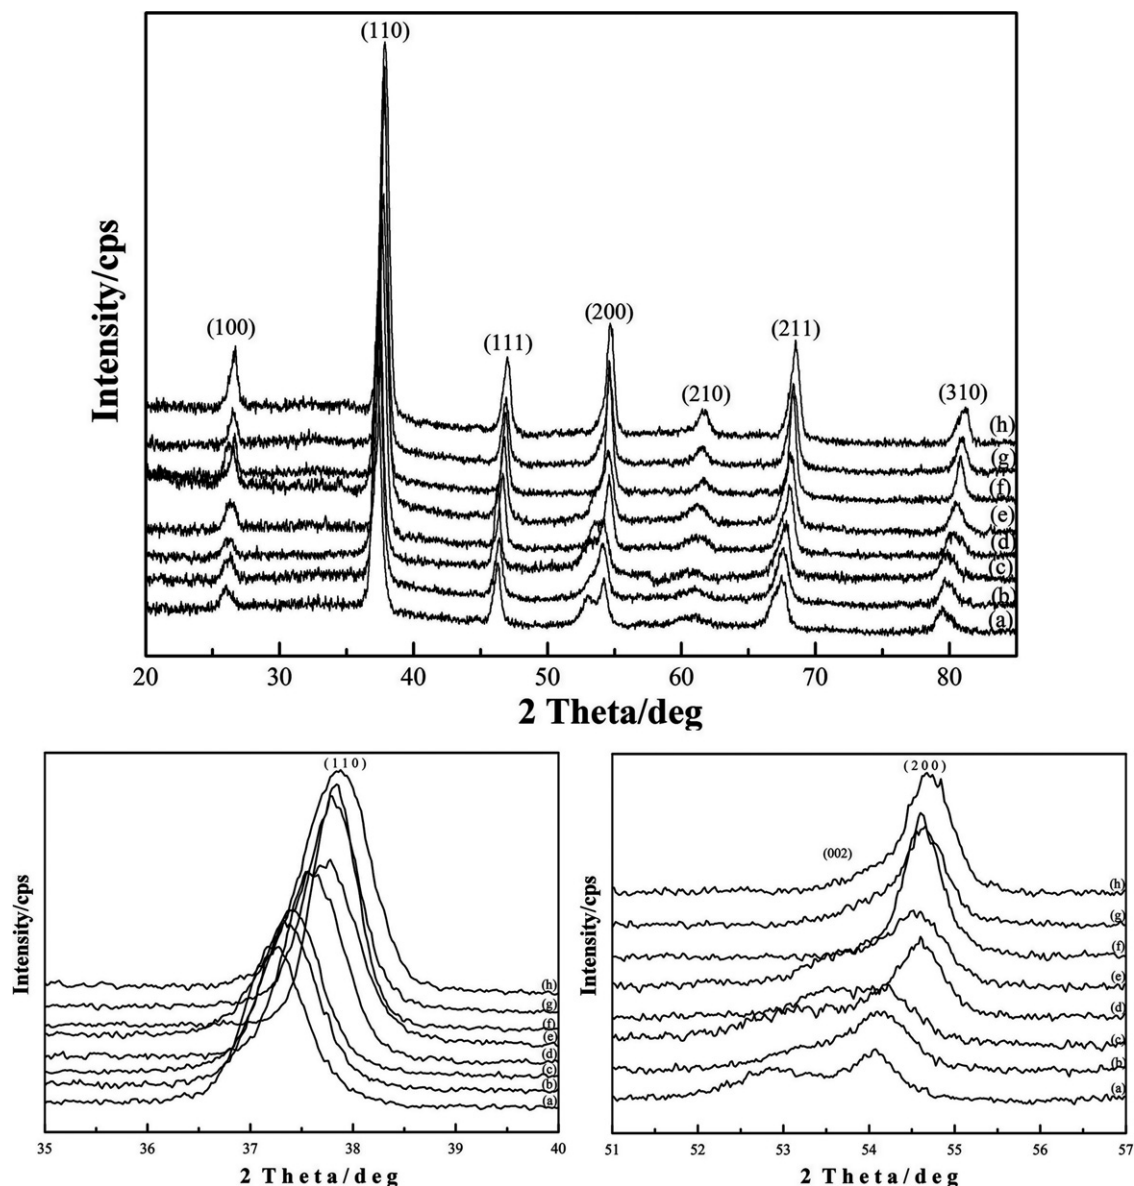 (110)
(200)
(100)
(111)
(211)
(210)
(310)
(h)
(g)
(f)
(e)
(d)
(c)
(b)
(a)
Intensity/cps
20 30 40 50 60 70 80
2 Theta/deg
(110)
(h)
(g)
(f)
(e)
(d)
(c)
(b)
(a)
Intensity/cps
35 36 37 38 39 40
2 Theta/deg
(200)
(002)
(h)
(g)
(f)
(e)
(d)
(c)
(b)
(a)
Intensity/cps
51 52 53 54 55 56 57
2 Theta/deg